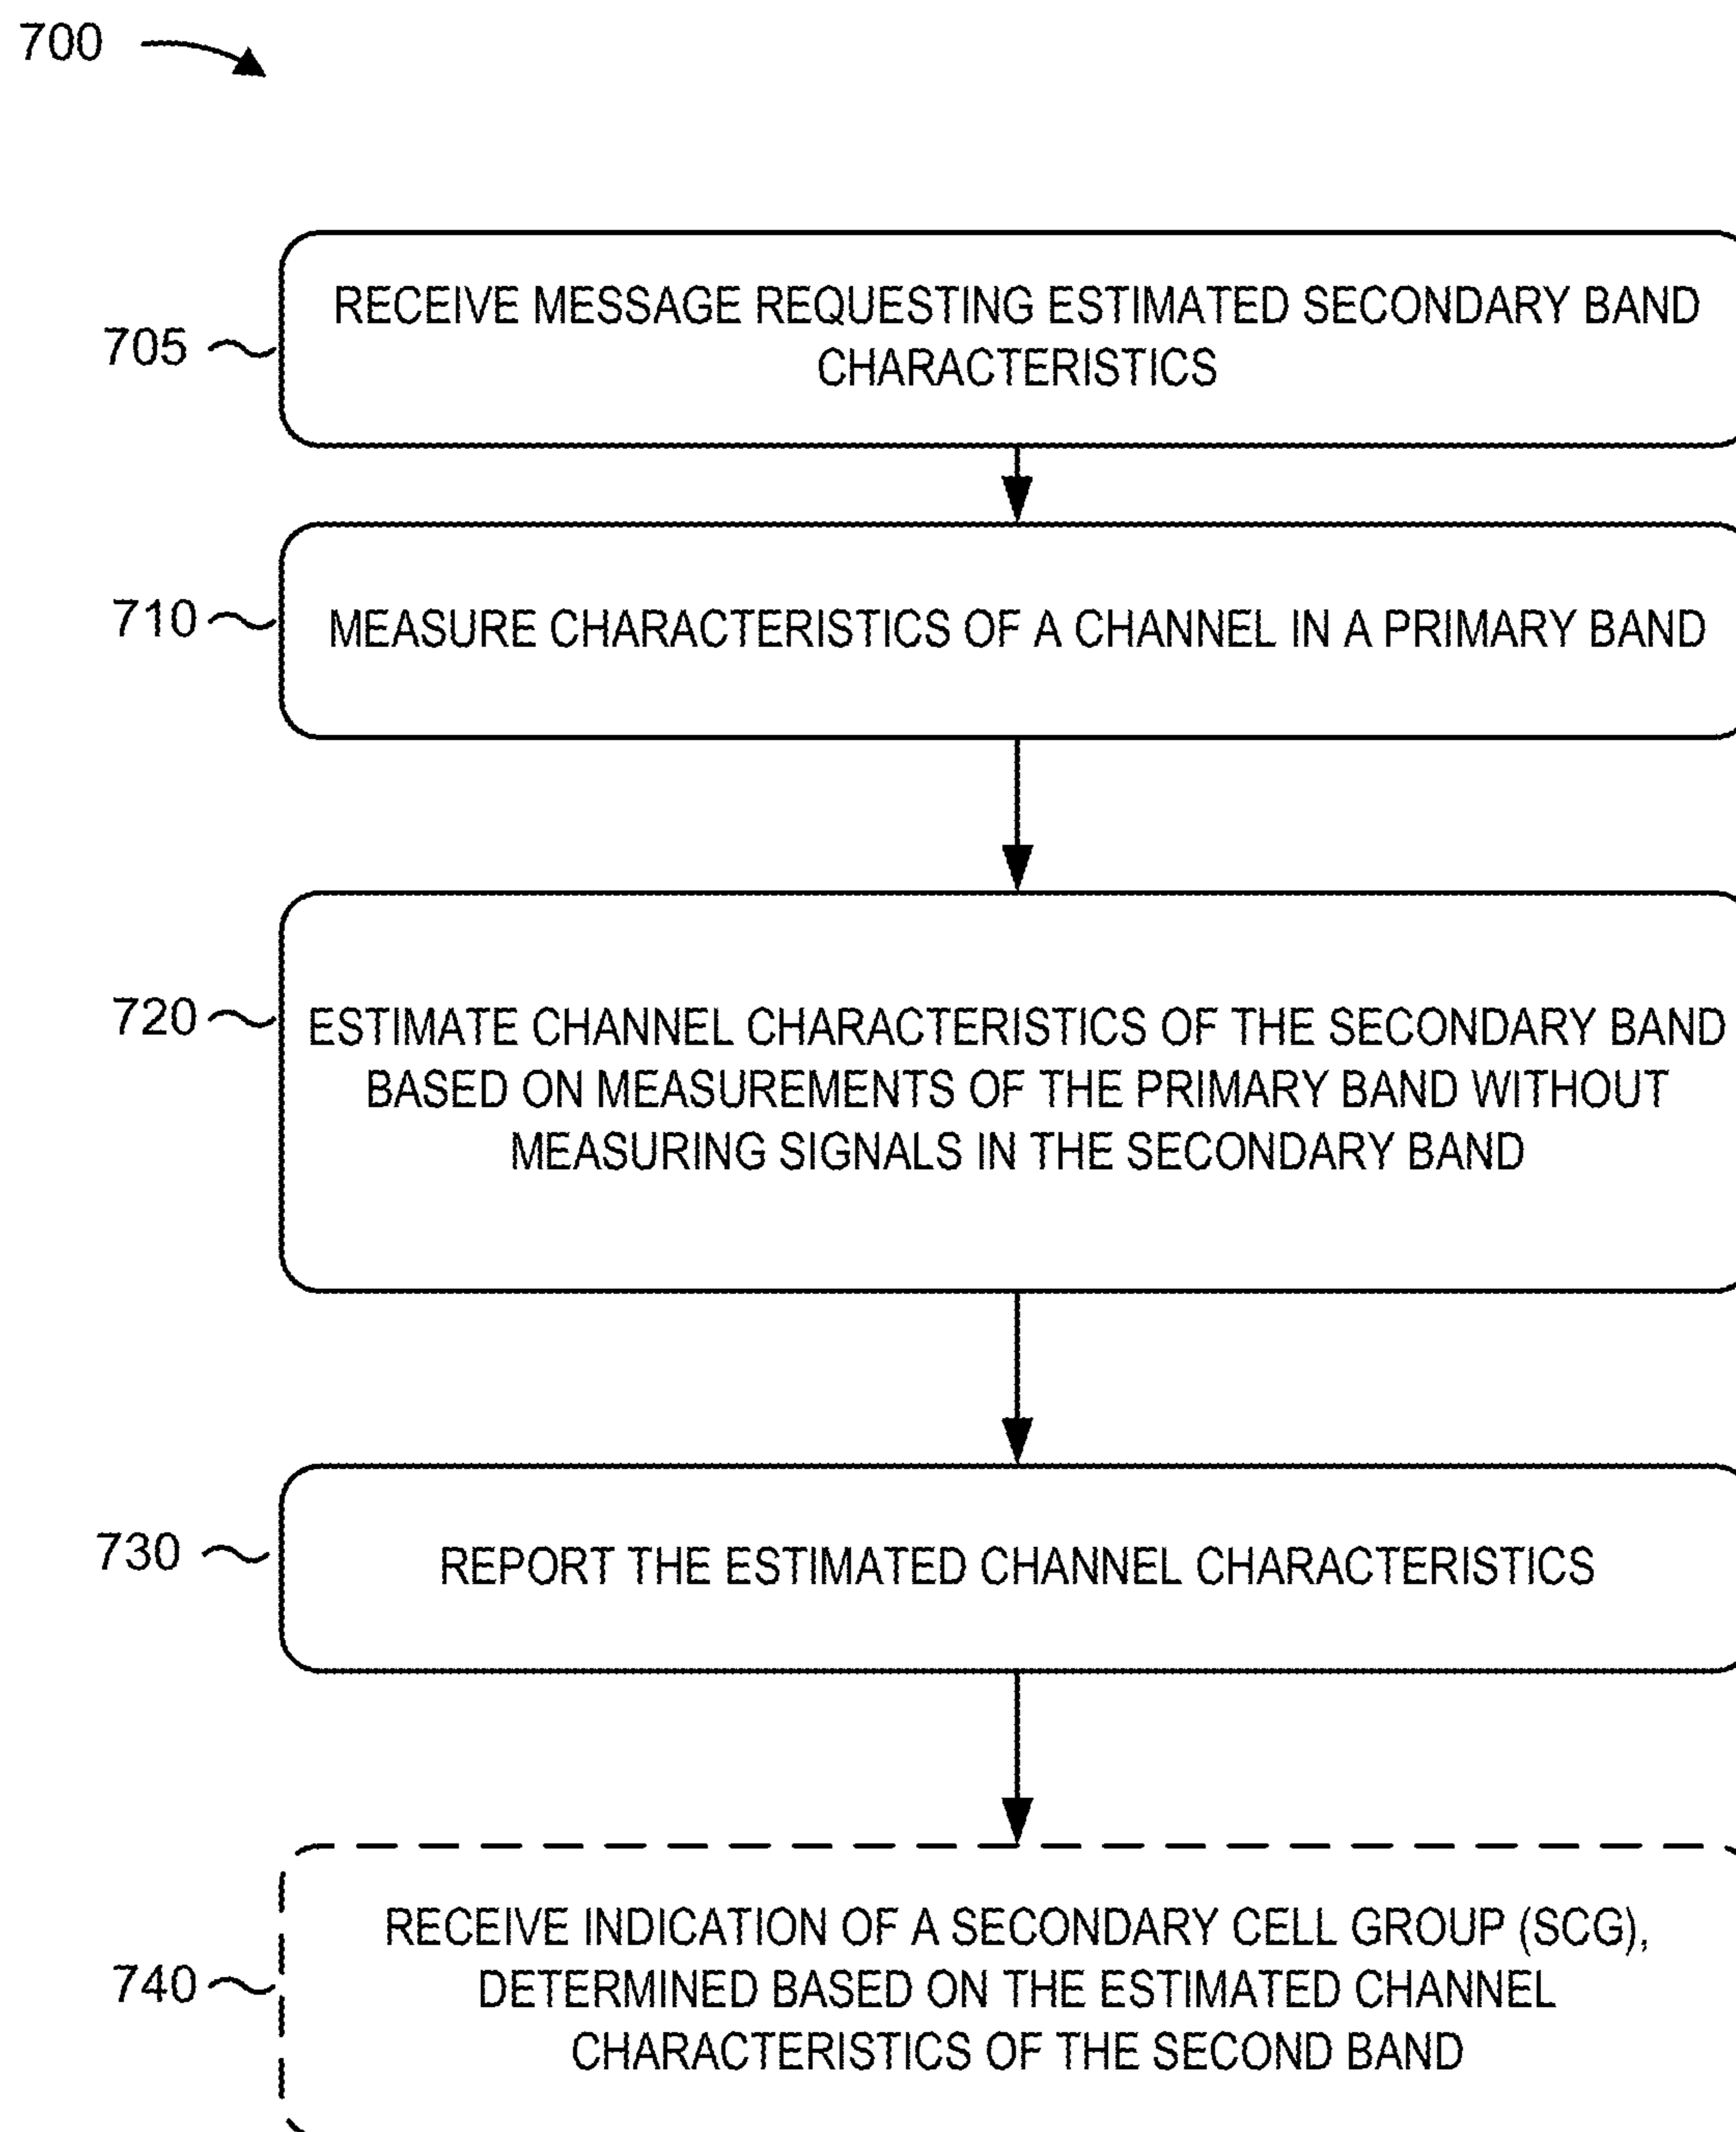 700
705
RECEIVE MESSAGE REQUESTING ESTIMATED SECONDARY BAND
CHARACTERISTICS
710
MEASURE CHARACTERISTICS OF A CHANNEL IN A PRIMARY BAND
720
ESTIMATE CHANNEL CHARACTERISTICS OF THE SECONDARY BAND
BASED ON MEASUREMENTS OF THE PRIMARY BAND WITHOUT
MEASURING SIGNALS IN THE SECONDARY BAND
730
REPORT THE ESTIMATED CHANNEL CHARACTERISTICS
740
RECEIVE INDICATION OF A SECONDARY CELL GROUP (SCG),
DETERMINED BASED ON THE ESTIMATED CHANNEL
CHARACTERISTICS OF THE SECOND BAND